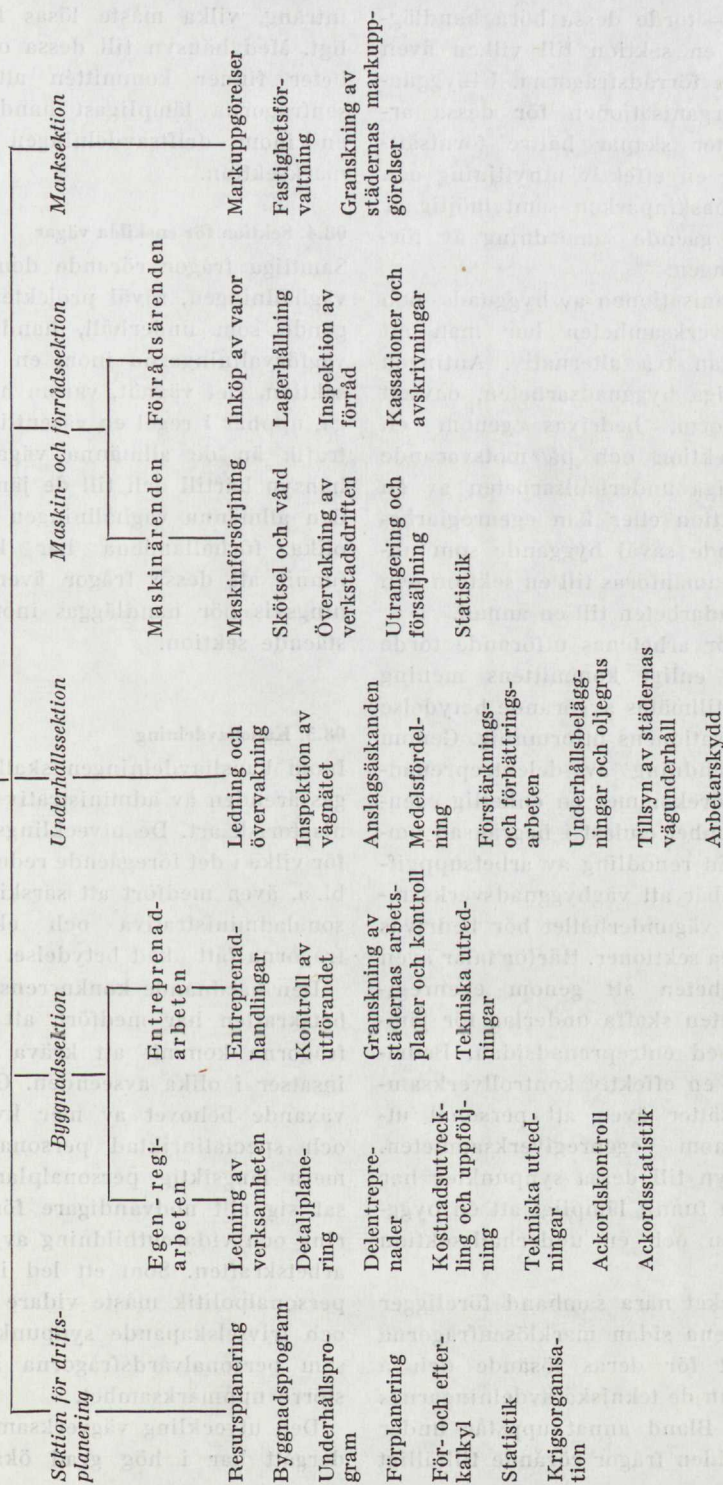 Sektion för drifts-
planering
Resursplanering
Byggnadsprogram
Underhållspro-
gram
Förplanering
För- och efter-
kalkyl
Statistik
Krigsorganisa-
tion
Byggnadssektion
Egen-regi-
arbeten
Ledning av
verksamheten
Detaljplane-
ring
Delentrepre-
nader
Kostnadsutveck-
ling och uppfölj-
ning
Tekniska utred-
ningar
Ackordskontroll
Ackordsstatistik
Entreprenad-
arbeten
Entreprenad-
handlingar
Kontroll av
utförandet
Granskning av
städernas arbets-
plan och kontroll
Tekniska utred-
ningar
Underhållssektion
Ledning och
övervakning
Inspektion av
vägnätet
Anslagsäskanden
Medelsfördel-
ning
Förstärknings-
och förbättrings-
arbeten
Underhållsbelägg-
ningar och oljegrus
Tillsyn av städernas
vägunderhåll
Arbetarskydd
Maskin- och förrådssektion
Maskinärenden
Maskinförsörjning
Skötsel och vård
Övervakning av
verkstadsdriften
Utrangering och
försäljning
Statistik
Förrådsärenden
Inköp av varor
Lagerhållning
Inspektion av
förråd
Kassationer och
avskrivningar
Marksektion
Markuppgörelser
Fastighetsför-
valtning
Granskning av
städernas markupp-
görelser